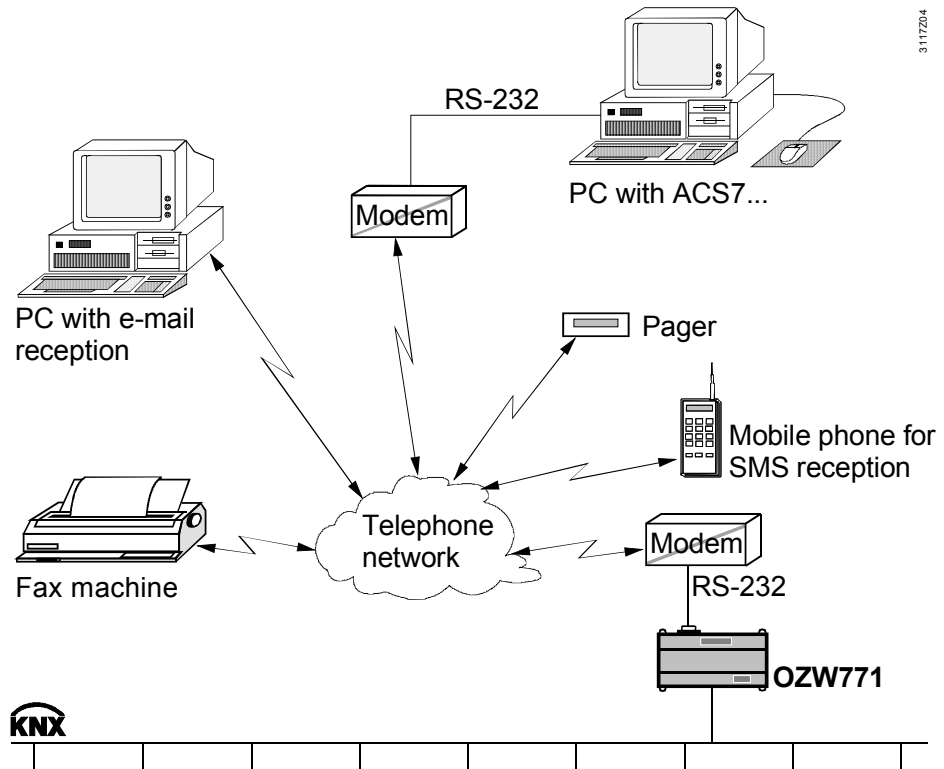 3117Z04
RS-232
PC with ACS7...
Modem
PC with e-mail
reception
Pager
Mobile phone for
SMS reception
Telephone
network
Modem
Fax machine
RS-232
OZW771
KNX